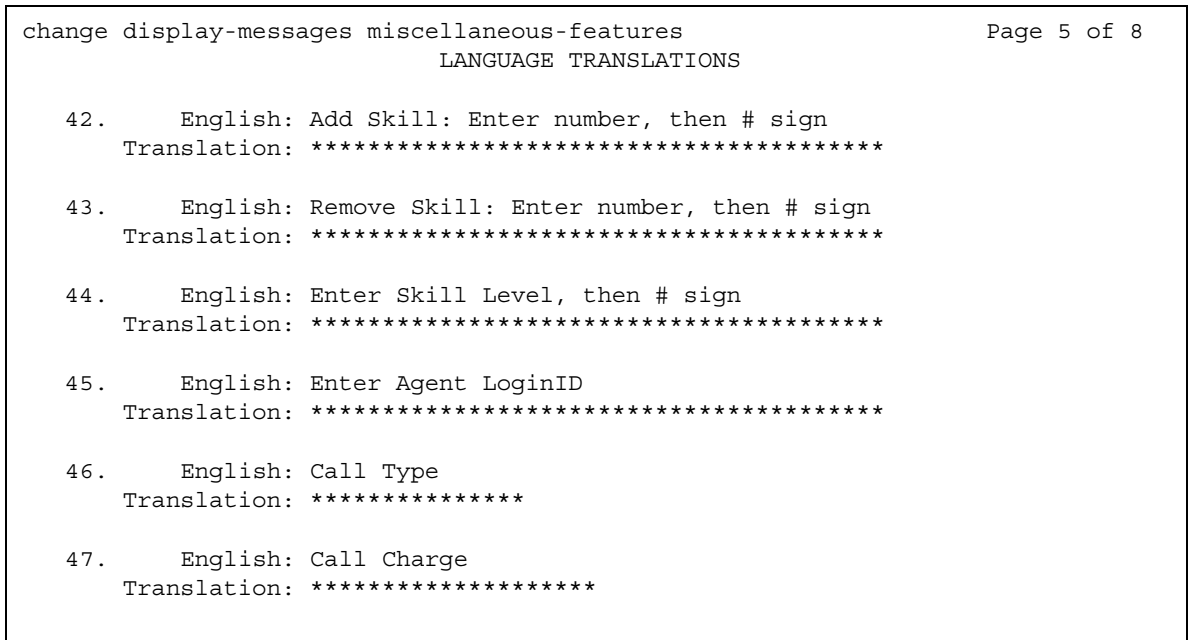 change display-messages miscellaneous-features Page 5 of 8
LANGUAGE TRANSLATIONS
42. English: Add Skill: Enter number, then # sign
Translation: ****************************************
43. English: Remove Skill: Enter number, then # sign
Translation: ****************************************
44. English: Enter Skill Level, then # sign
Translation: ****************************************
45. English: Enter Agent LoginID
Translation: ****************************************
46. English: Call Type
Translation: ***************
47. English: Call Charge
Translation: ********************